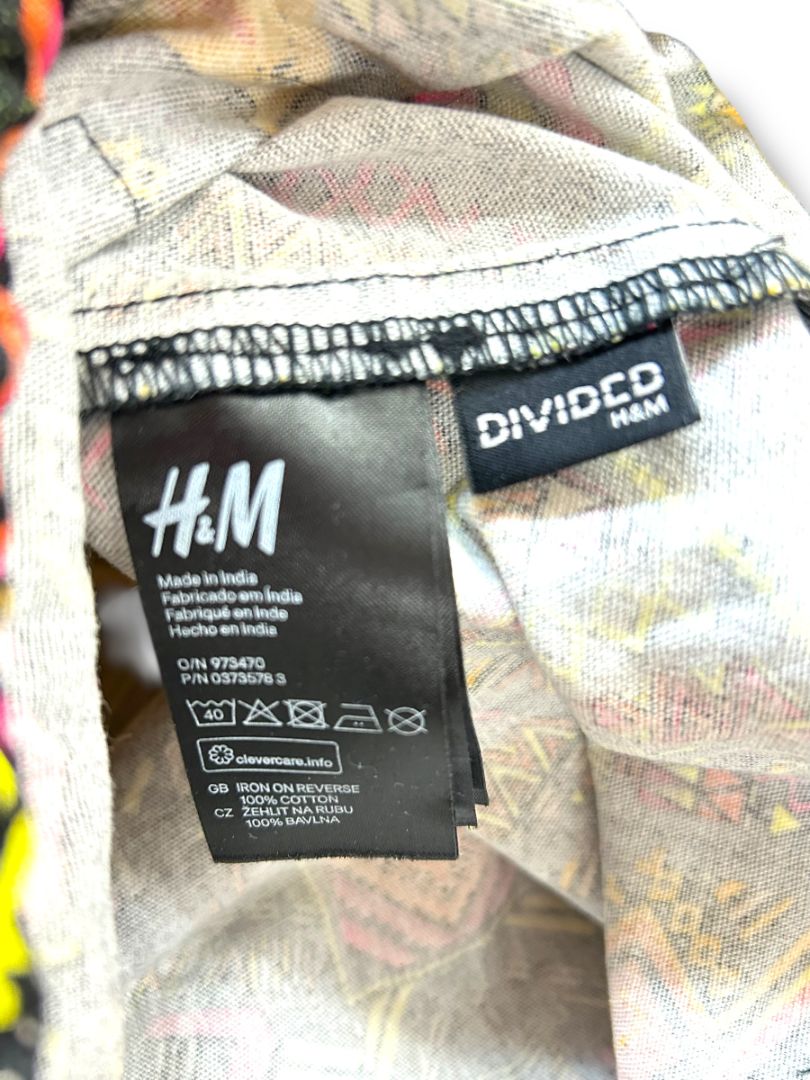 DIVIDED
H&M
H&M
Made in India
Fabricado em Índia
Fabriqué en Inde
Hecho en India
O/N 973470
P/N 0373578 3
40
clevercare.info
GB IRON ON REVERSE
100% COTTON
CZ ŽEHLIT NA RUBU
100% BAVLNA